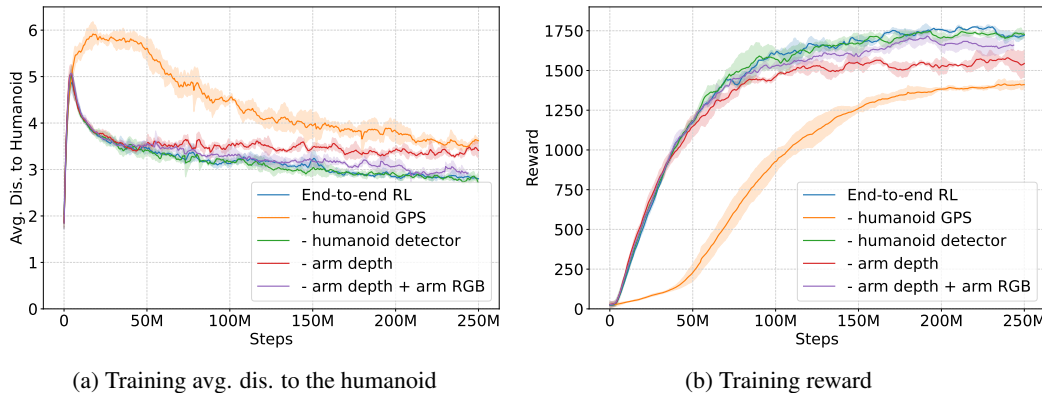 6
5
4
3
2
1
0
Avg. Dis. to Humanoid
End-to-end RL
- humanoid GPS
- humanoid detector
- arm depth
- arm depth + arm RGB
0 50M 100M 150M 200M 250M
Steps
(a) Training avg. dis. to the humanoid
1750
1500
1250
1000
750
500
250
0
Reward
End-to-end RL
- humanoid GPS
- humanoid detector
- arm depth
- arm depth + arm RGB
0 50M 100M 150M 200M 250M
Steps
(b) Training reward